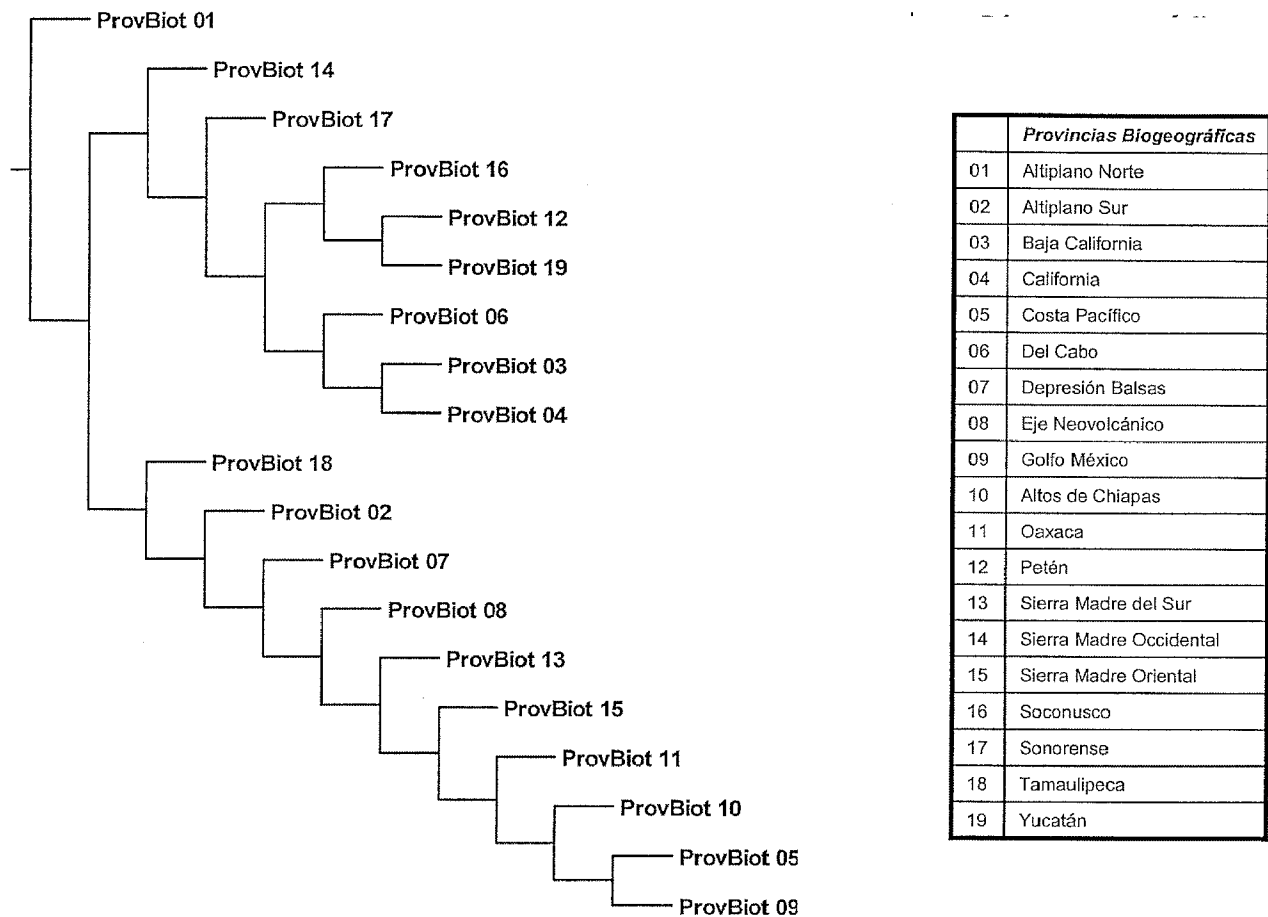 ProvBiot 01
ProvBiot 14
ProvBiot 17
ProvBiot 16
ProvBiot 12
ProvBiot 19
ProvBiot 06
ProvBiot 03
ProvBiot 04
ProvBiot 18
ProvBiot 02
ProvBiot 07
ProvBiot 08
ProvBiot 13
ProvBiot 15
ProvBiot 11
ProvBiot 10
ProvBiot 05
ProvBiot 09
Provincias Biogeográficas
01 Altiplano Norte
02 Altiplano Sur
03 Baja California
04 California
05 Costa Pacífico
06 Del Cabo
07 Depresión Balsas
08 Eje Neovolcánico
09 Golfo México
10 Altos de Chiapas
11 Oaxaca
12 Petén
13 Sierra Madre del Sur
14 Sierra Madre Occidental
15 Sierra Madre Oriental
16 Soconusco
17 Sonorense
18 Tamaulipeca
19 Yucatán